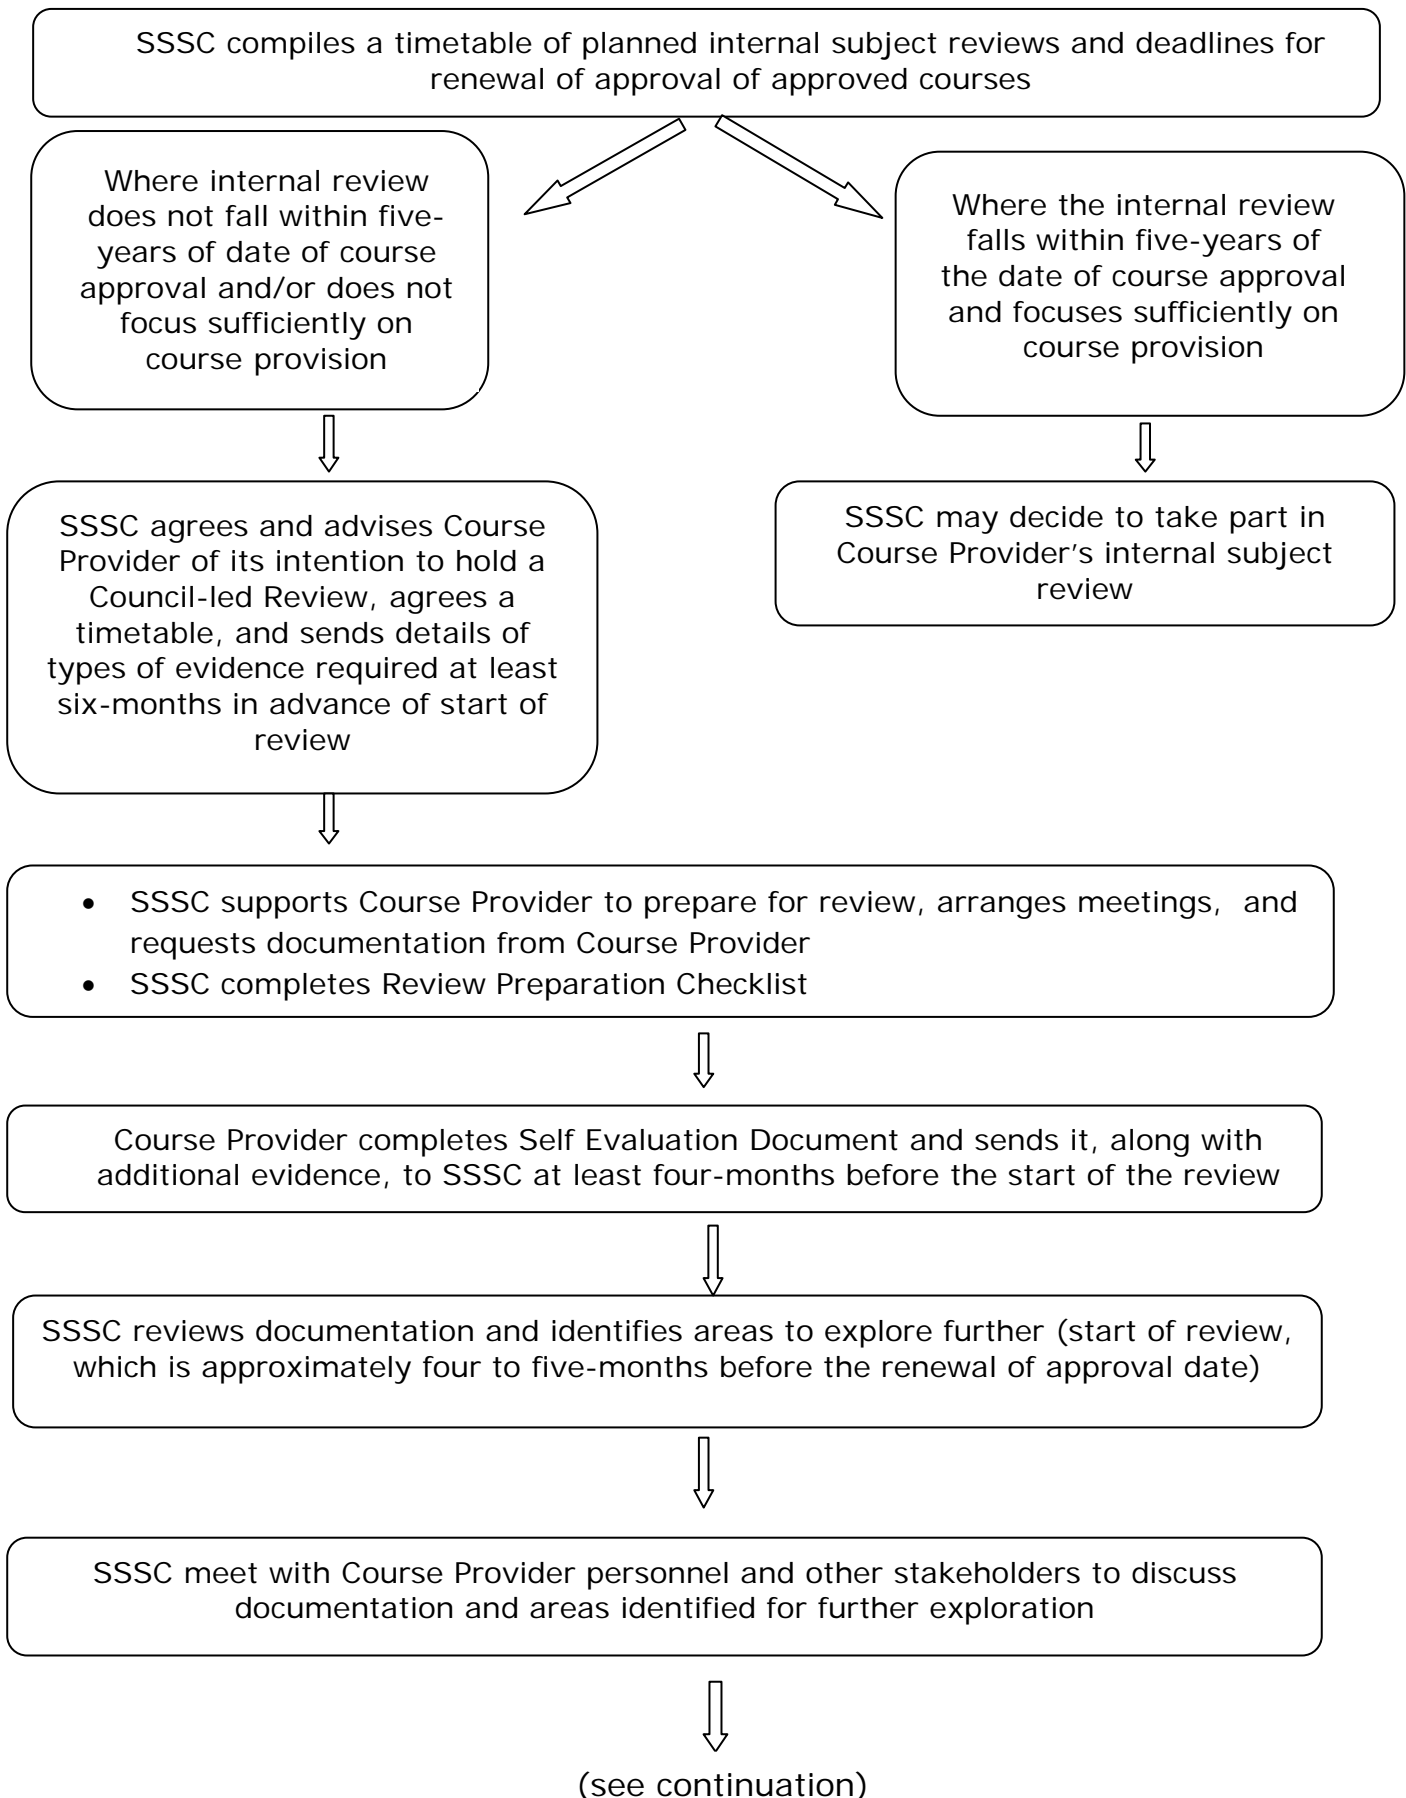 SSSC compiles a timetable of planned internal subject reviews and deadlines for
renewal of approval of approved courses
Where internal review
does not fall within five-
years of date of course
approval and/or does not
focus sufficiently on
course provision
Where the internal review
falls within five-years of
the date of course approval
and focuses sufficiently on
course provision
SSSC agrees and advises Course
Provider of its intention to hold a
Council-led Review, agrees a
timetable, and sends details of
types of evidence required at least
six-months in advance of start of
review
SSSC may decide to take part in
Course Provider's internal subject
review
• SSSC supports Course Provider to prepare for review, arranges meetings, and
requests documentation from Course Provider
• SSSC completes Review Preparation Checklist
Course Provider completes Self Evaluation Document and sends it, along with
additional evidence, to SSSC at least four-months before the start of the review
SSSC reviews documentation and identifies areas to explore further (start of review,
which is approximately four to five-months before the renewal of approval date)
SSSC meet with Course Provider personnel and other stakeholders to discuss
documentation and areas identified for further exploration
(see continuation)